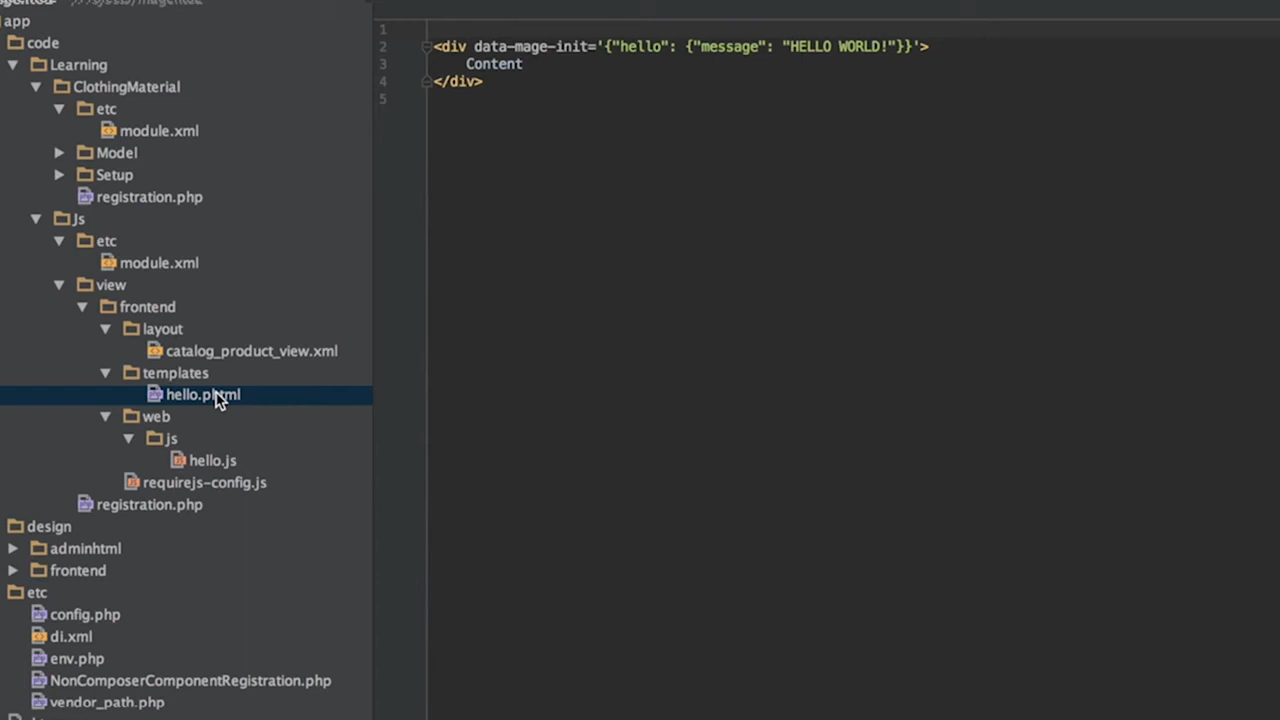 app
code
Learning
ClothingMaterial
etc
module.xml
Model
Setup
registration.php
Js
etc
module.xml
view
frontend
layout
catalog_product_view.xml
templates
hello.phtml
web
js
hello.js
requirejs-config.js
registration.php
design
adminhtml
frontend
etc
config.php
di.xml
env.php
NonComposerComponentRegistration.php
vendor_path.php
1
2 <div data-mage-init='{"hello": {"message": "HELLO WORLD!"}}'>
3 Content
4 </div>
5